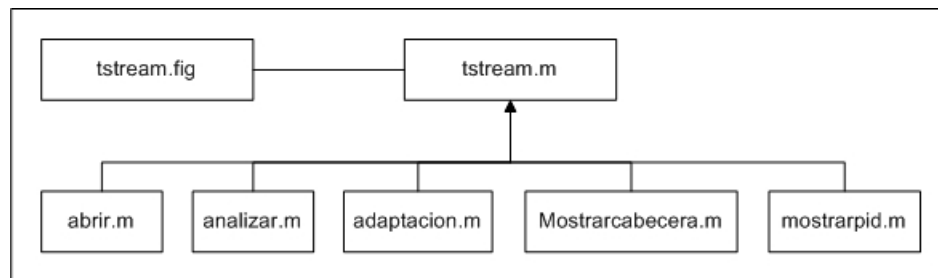 tstream.fig
tstream.m
abrir.m
analizar.m
adaptacion.m
Mostrarcabecera.m
mostrarpid.m